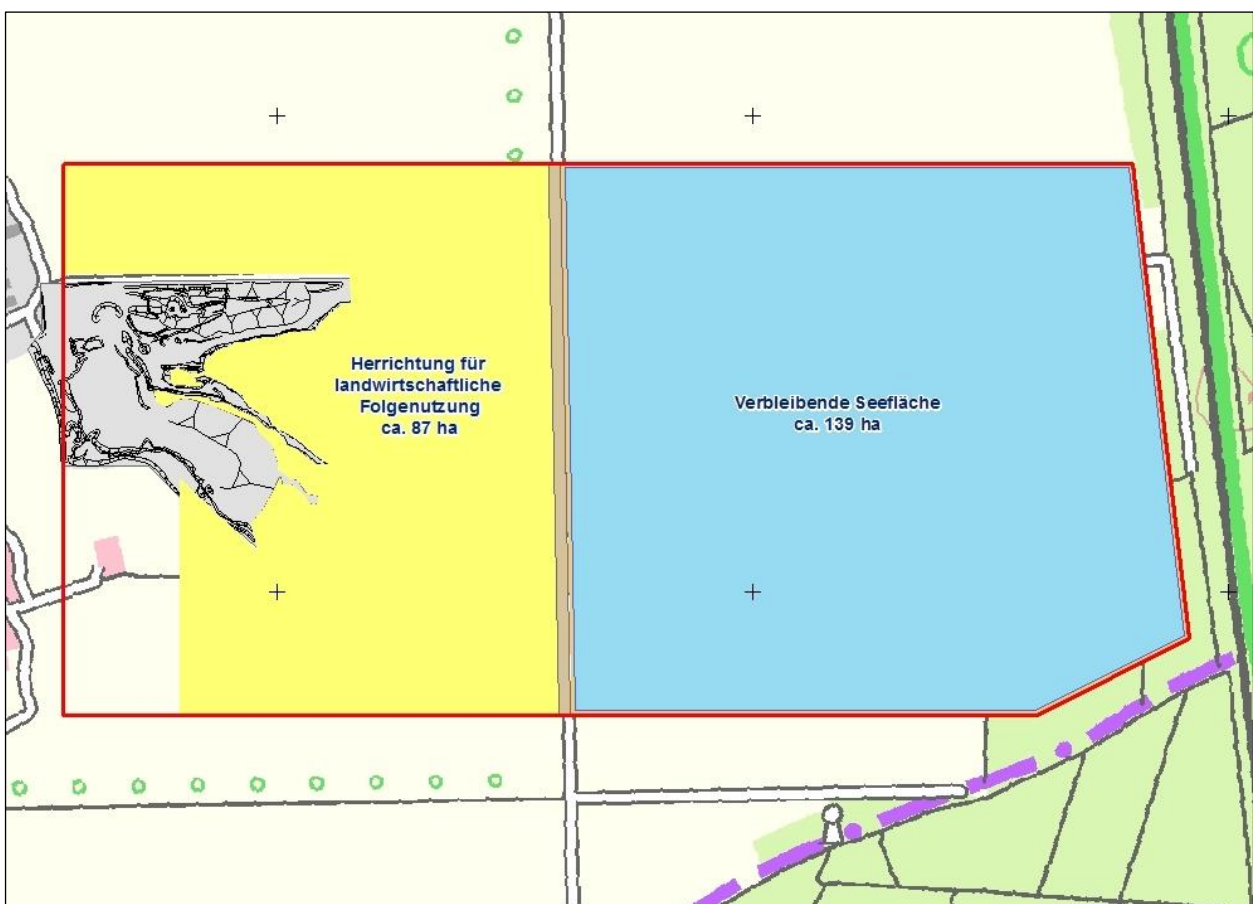 Herrichtung für
landwirtschaftliche
Folgenutzung
ca. 87 ha
Verbleibende Seefläche
ca. 139 ha